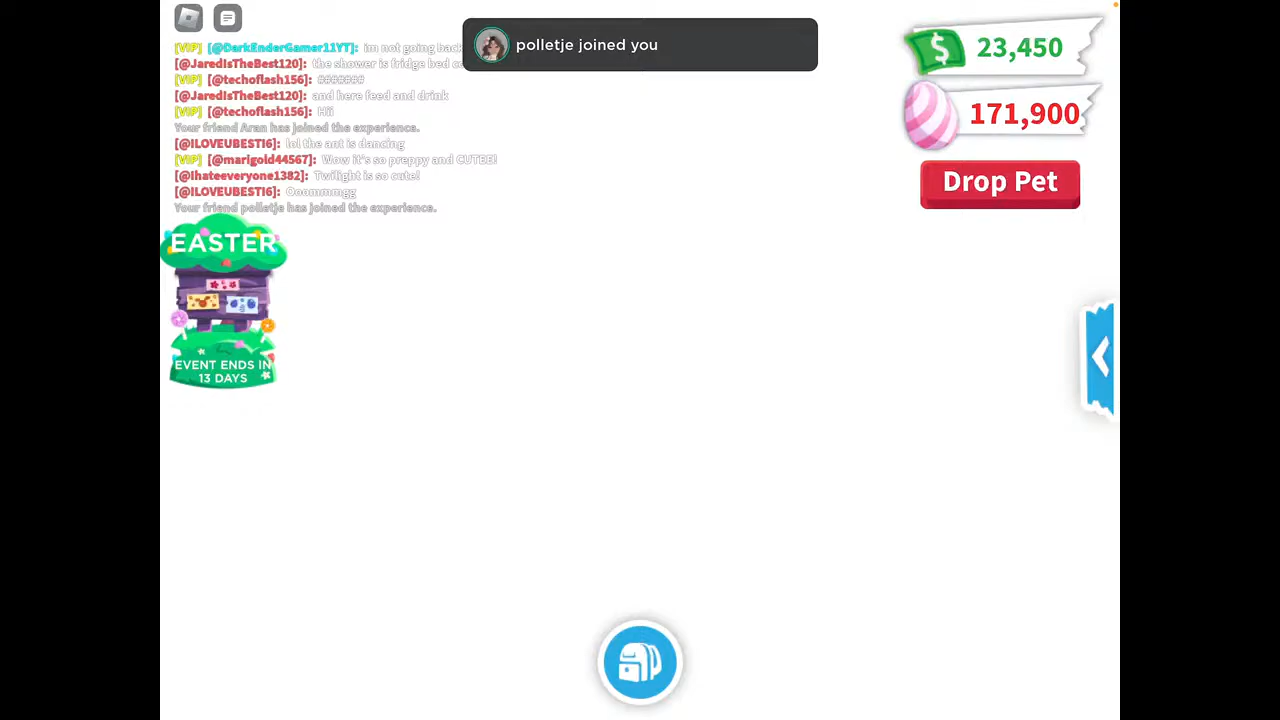 [VIP] [@DarkEnderGamer11YT]: im not going back
[@JaredIsTheBest120]: the shower is fridge bed
[VIP] [@techoflash156]: #######
[@JaredIsTheBest120]: and here feed and drink
[VIP] [@techoflash156]: Hii
Your friend Aran has joined the experience.
[@ILOVEUBESTI6]: lol the ant is dancing
[VIP] [@marigold44567]: Wow it's so preppy and CUTEE!
[@Ihateeveryone1382]: Twilight is so cute!
[@ILOVEUBESTI6]: Ooommmgg
Your friend polletje has joined the experience.
polletje joined you
$ 23,450
171,900
Drop Pet
EASTER
EVENT ENDS IN
13 DAYS